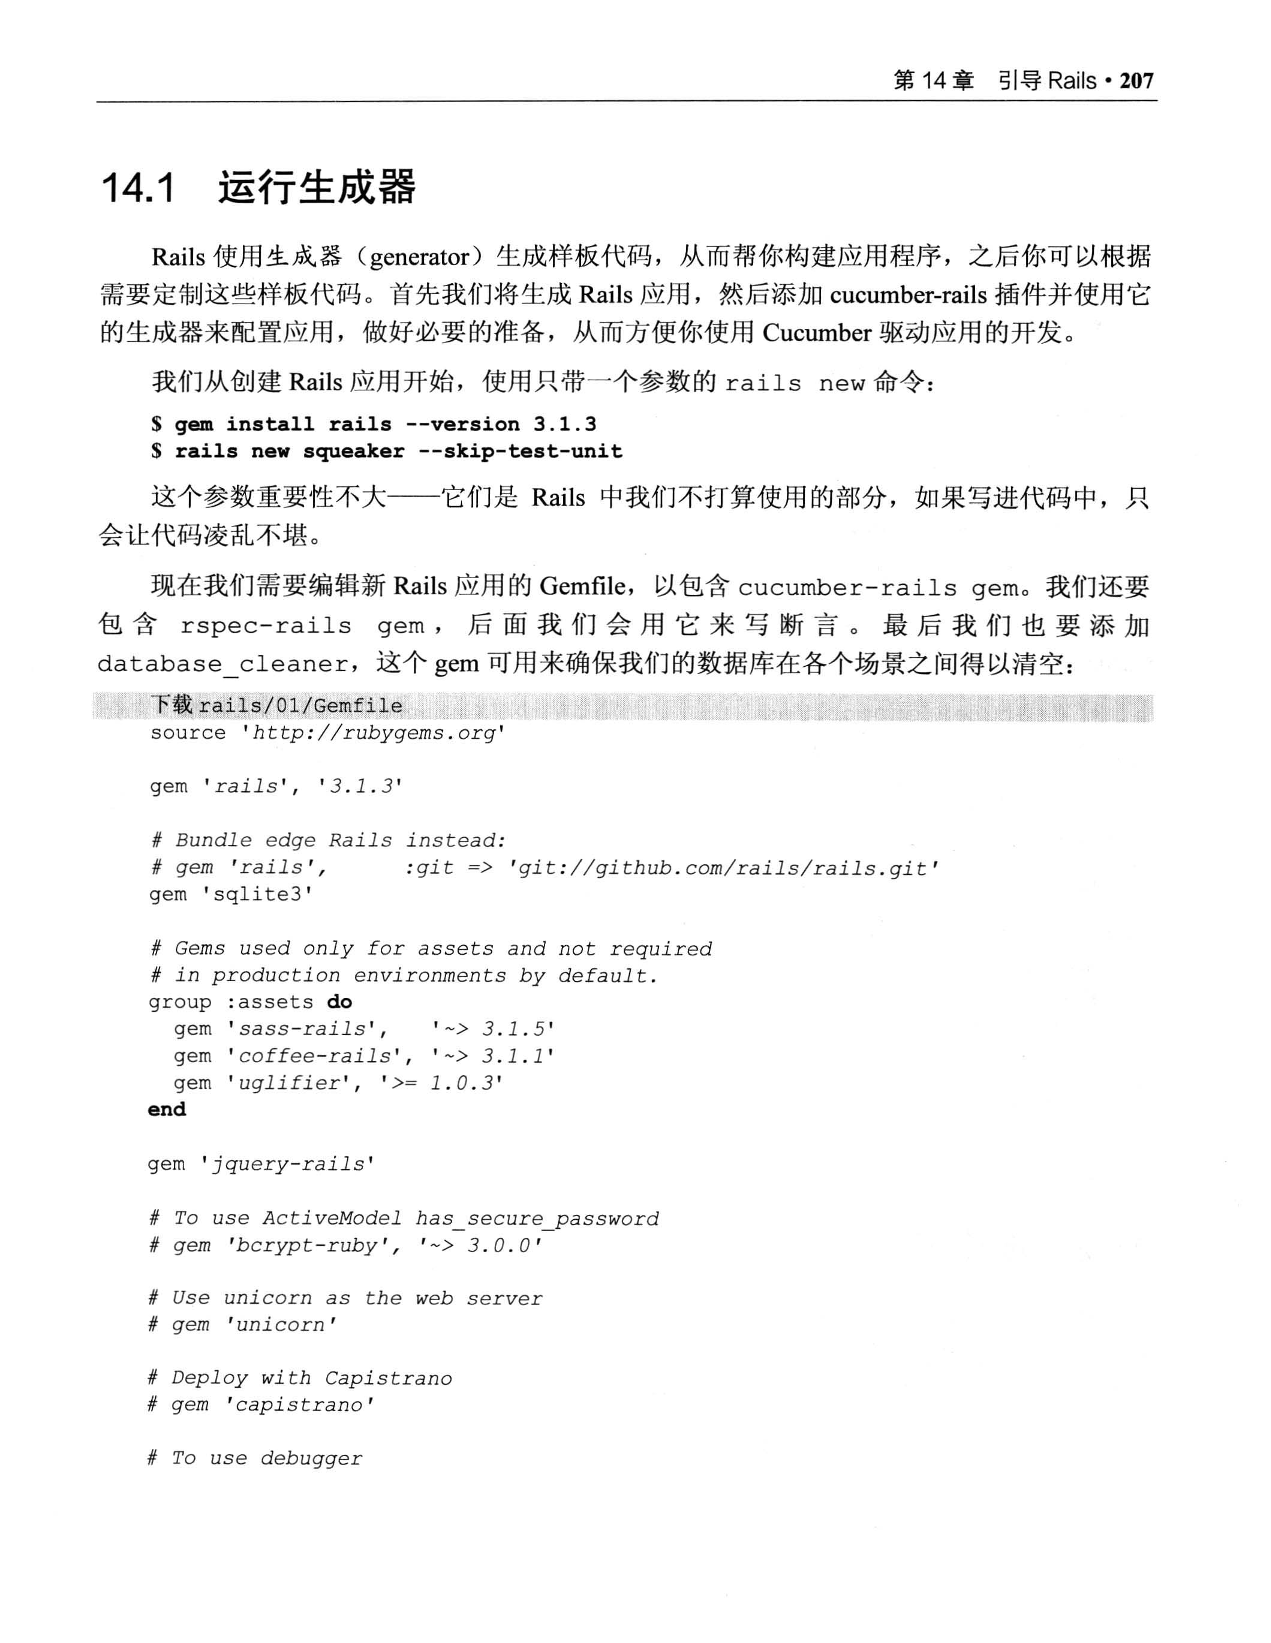 第 14 章 引导 Rails • 207
14.1 运行生成器
Rails 使用生成器（generator）生成样板代码，从而帮你构建应用程序，之后你可以根据
需要定制这些样板代码。首先我们将生成 Rails 应用，然后添加 cucumber-rails 插件并使用它
的生成器来配置应用，做好必要的准备，从而方便你使用 Cucumber 驱动应用的开发。
我们从创建 Rails 应用开始，使用只带一个参数的 rails new 命令：
$ gem install rails --version 3.1.3
$ rails new squeaker --skip-test-unit
这个参数重要性不大——它们是 Rails 中我们不打算使用的部分，如果写进代码中，只
会让代码凌乱不堪。
现在我们需要编辑新 Rails 应用的 Gemfile，以包含 cucumber-rails gem。我们还要
包含 rspec-rails gem，后面我们会用它来写断言。最后我们也要添加
database_cleaner，这个 gem 可用来确保我们的数据库在各个场景之间得以清空：
下载 rails/01/Gemfile
source 'http://rubygems.org'
gem 'rails', '3.1.3'
# Bundle edge Rails instead:
# gem 'rails',      :git => 'git://github.com/rails/rails.git'
gem 'sqlite3'
# Gems used only for assets and not required
# in production environments by default.
group :assets do
  gem 'sass-rails',   '~> 3.1.5'
  gem 'coffee-rails', '~> 3.1.1'
  gem 'uglifier', '>= 1.0.3'
end
gem 'jquery-rails'
# To use ActiveModel has_secure_password
# gem 'bcrypt-ruby', '~> 3.0.0'
# Use unicorn as the web server
# gem 'unicorn'
# Deploy with Capistrano
# gem 'capistrano'
# To use debugger